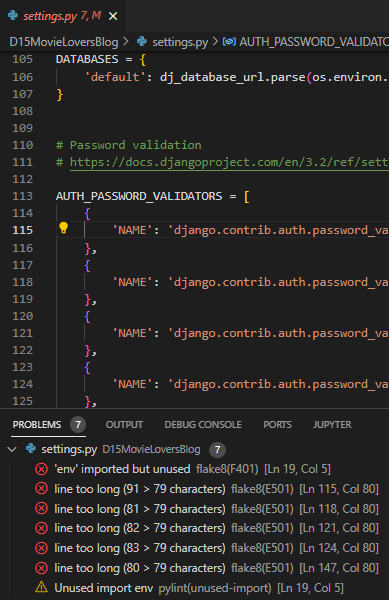 settings.py 7, M
D15MovieLoversBlog > settings.py > AUTH_PASSWORD_VALIDATO
105 DATABASES = {
106 'default': dj_database_url.parse(os.environ.
107 }
108
109
110 # Password validation
111 # https://docs.djangoproject.com/en/3.2/ref/sett
112
113 AUTH_PASSWORD_VALIDATORS = [
114 {
115 'NAME': 'django.contrib.auth.password_va
116 },
117 {
118 'NAME': 'django.contrib.auth.password_va
119 },
120 {
121 'NAME': 'django.contrib.auth.password_va
122 },
123 {
124 'NAME': 'django.contrib.auth.password_va
125 },
PROBLEMS 7 OUTPUT DEBUG CONSOLE PORTS JUPYTER
settings.py D15MovieLoversBlog 7
'env' imported but unused flake8(F401) [Ln 19, Col 5]
line too long (91 > 79 characters) flake8(E501) [Ln 115, Col 80]
line too long (81 > 79 characters) flake8(E501) [Ln 118, Col 80]
line too long (82 > 79 characters) flake8(E501) [Ln 121, Col 80]
line too long (83 > 79 characters) flake8(E501) [Ln 124, Col 80]
line too long (80 > 79 characters) flake8(E501) [Ln 147, Col 80]
Unused import env pylint(unused-import) [Ln 19, Col 5]